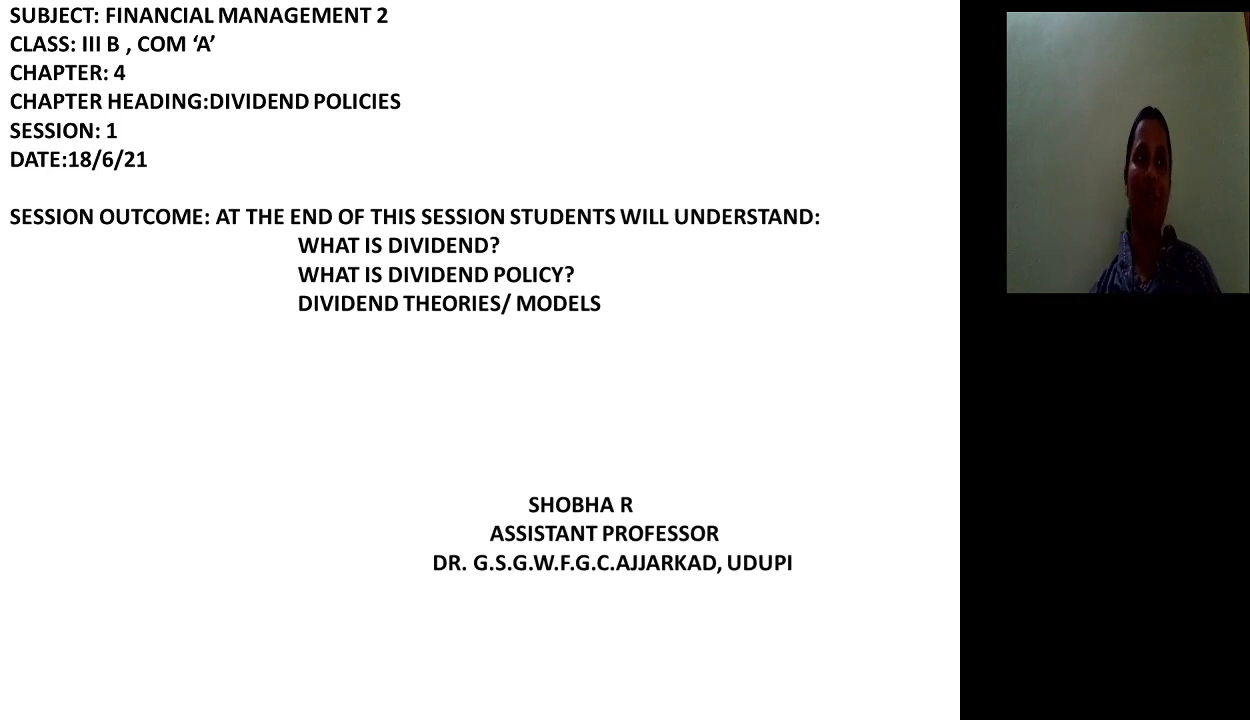 SUBJECT: FINANCIAL MANAGEMENT 2
CLASS: III B , COM ‘A’
CHAPTER: 4
CHAPTER HEADING:DIVIDEND POLICIES
SESSION: 1
DATE:18/6/21
SESSION OUTCOME: AT THE END OF THIS SESSION STUDENTS WILL UNDERSTAND:
WHAT IS DIVIDEND?
WHAT IS DIVIDEND POLICY?
DIVIDEND THEORIES/ MODELS
SHOBHA R
ASSISTANT PROFESSOR
DR. G.S.G.W.F.G.C.AJJARKAD, UDUPI